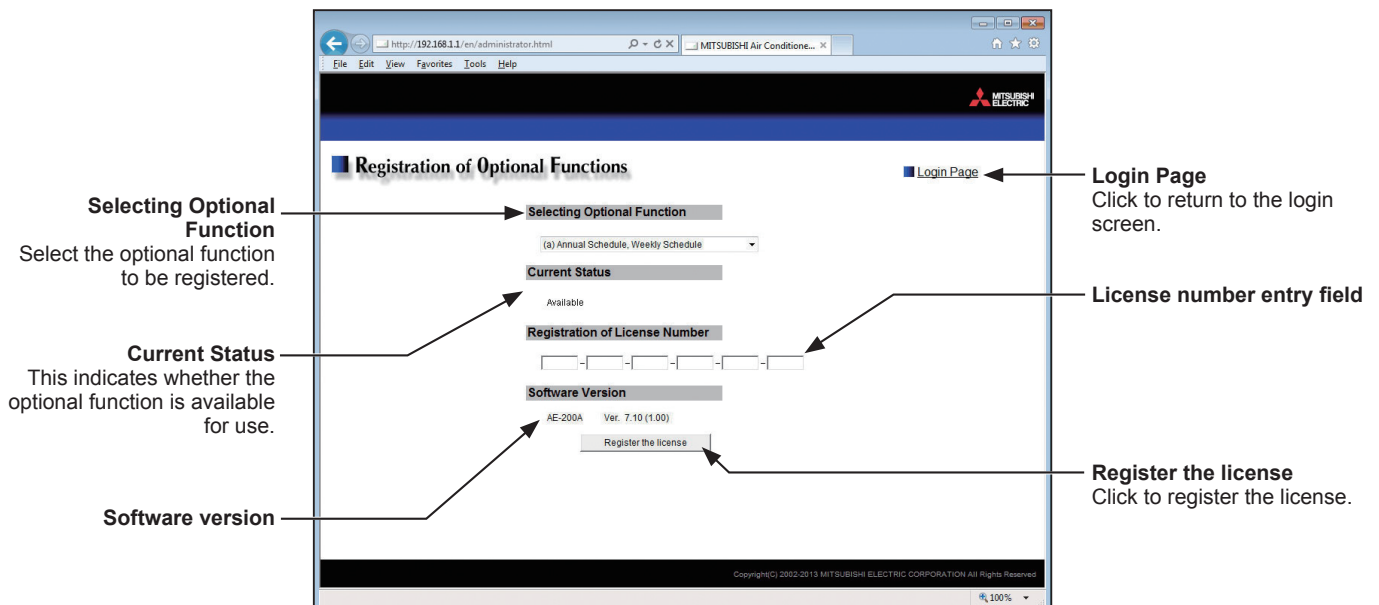 http://192.168.1.1/en/administrator.html
MITSUBISHI Air Conditione...
File Edit View Favorites Tools Help
MITSUBISHI
ELECTRIC
Registration of Optional Functions
Login Page
Selecting Optional Function
(a) Annual Schedule, Weekly Schedule
Current Status
Available
Registration of License Number
- - - - -
Software Version
AE-200A Ver. 7.10 (1.00)
Register the license
Copyright(C) 2002-2013 MITSUBISHI ELECTRIC CORPORATION All Rights Reserved
100%
Selecting Optional
Function
Select the optional function
to be registered.
Current Status
This indicates whether the
optional function is available
for use.
Software version
Login Page
Click to return to the login
screen.
License number entry field
Register the license
Click to register the license.